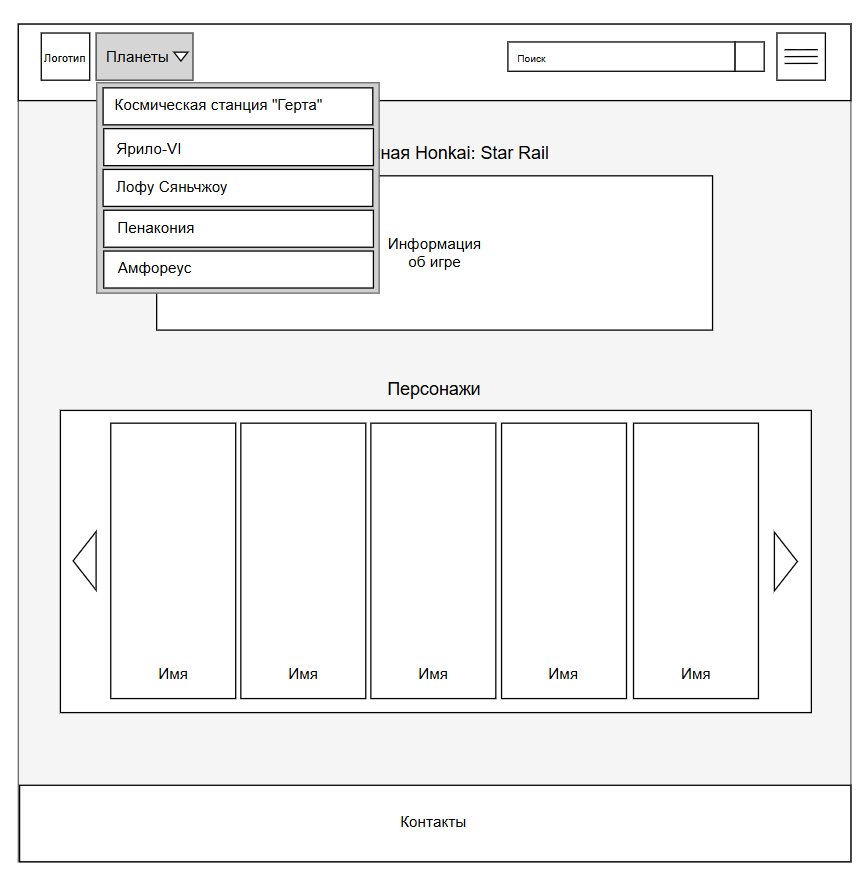 Логотип
Планеты
Поиск
Космическая станция "Герта"
Ярило-VI
Лофу Сяньчжоу
Пенакония
Амфореус
ная Honkai: Star Rail
Информация
об игре
Персонажи
Имя
Имя
Имя
Имя
Имя
Контакты